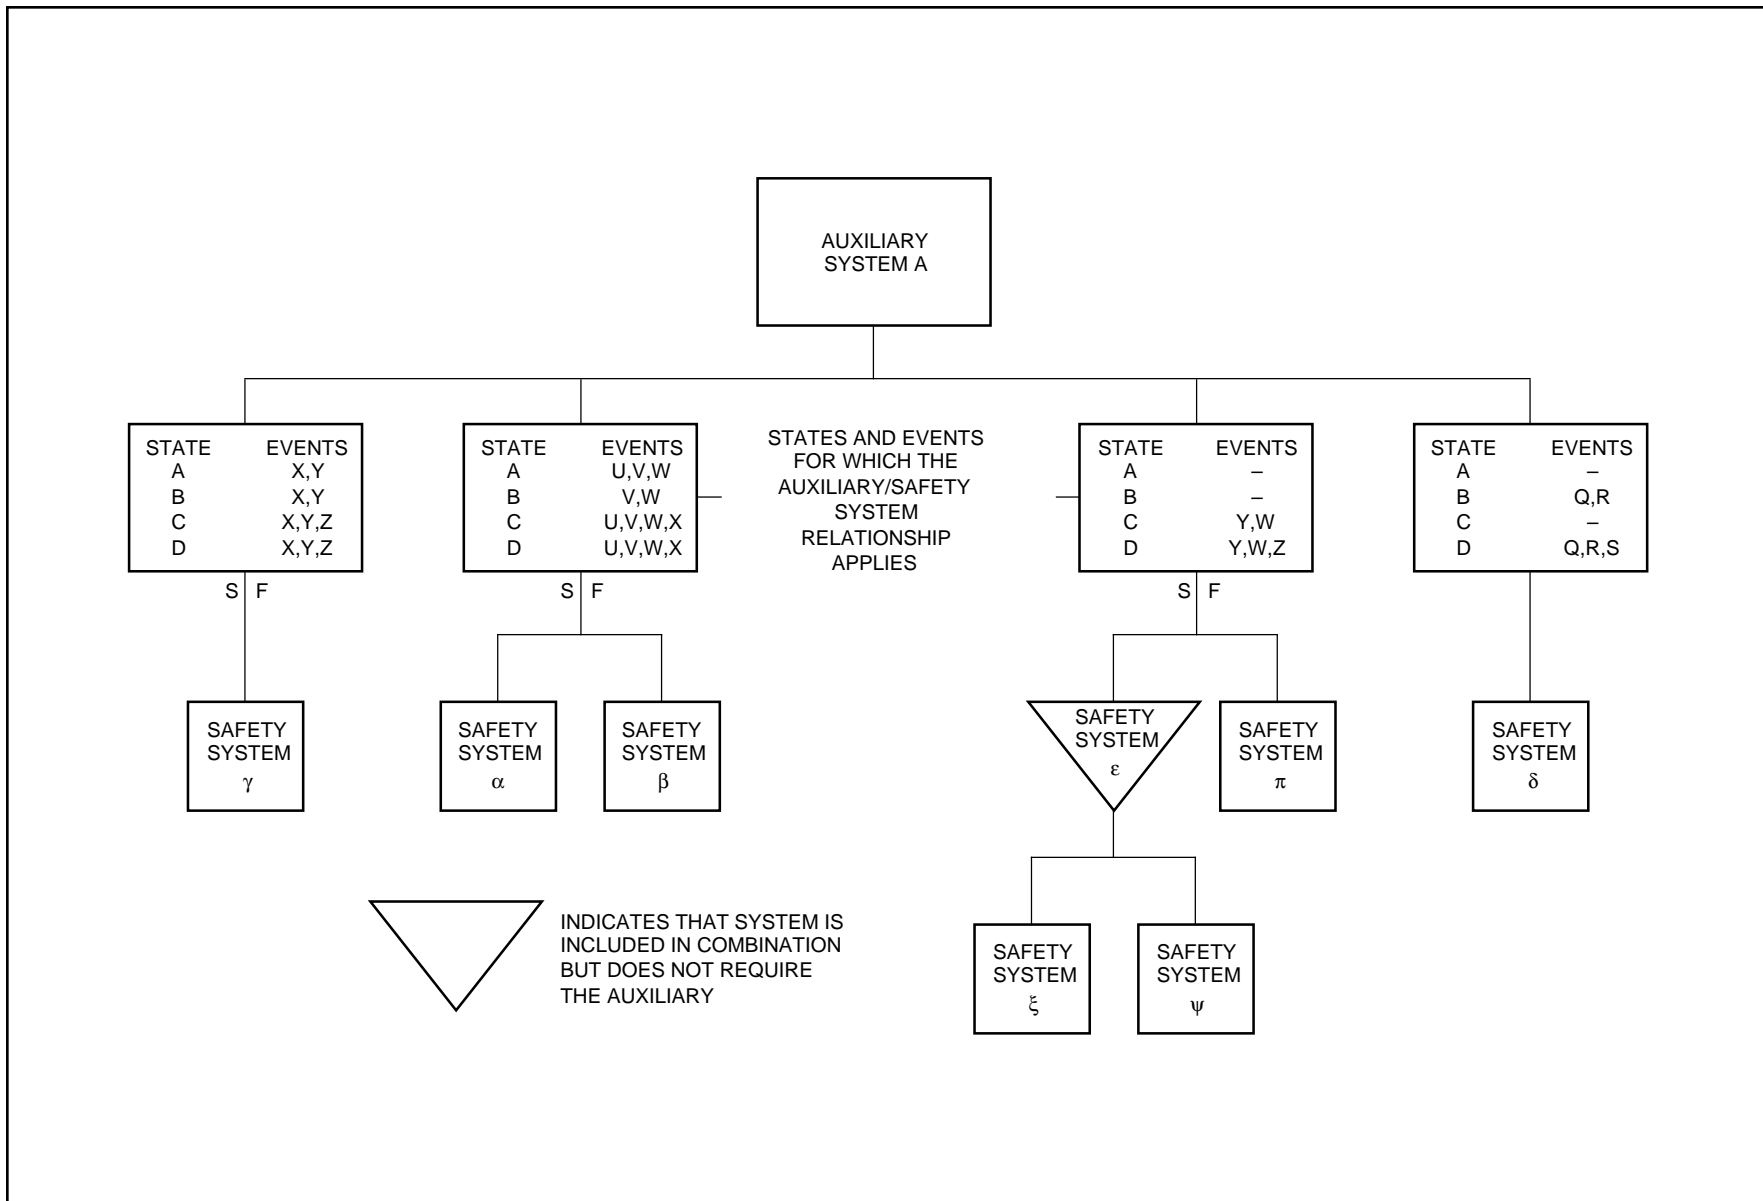 AUXILIARY
SYSTEM A
STATE EVENTS
A X,Y
B X,Y
C X,Y,Z
D X,Y,Z
S F
STATE EVENTS
A U,V,W
B V,W
C U,V,W,X
D U,V,W,X
S F
STATES AND EVENTS
FOR WHICH THE
AUXILIARY/SAFETY
SYSTEM
RELATIONSHIP
APPLIES
STATE EVENTS
A –
B –
C Y,W
D Y,W,Z
S F
STATE EVENTS
A –
B Q,R
C –
D Q,R,S
SAFETY
SYSTEM
γ
SAFETY
SYSTEM
α
SAFETY
SYSTEM
β
SAFETY
SYSTEM
ε
SAFETY
SYSTEM
π
SAFETY
SYSTEM
δ
INDICATES THAT SYSTEM IS
INCLUDED IN COMBINATION
BUT DOES NOT REQUIRE
THE AUXILIARY
SAFETY
SYSTEM
ξ
SAFETY
SYSTEM
ψ